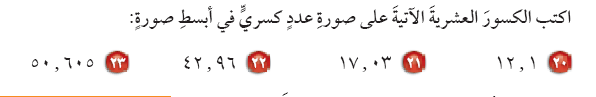 اكتب الكسورَ العشريةَ الآتيةَ على صورةِ عددٍ كسريٍّ في أبسطِ صورةٍ:
٢٠ ١٢,١ ٢١ ١٧,٠٣ ٢٢ ٤٢,٩٦ ٢٣ ٥٠,٦٠٥